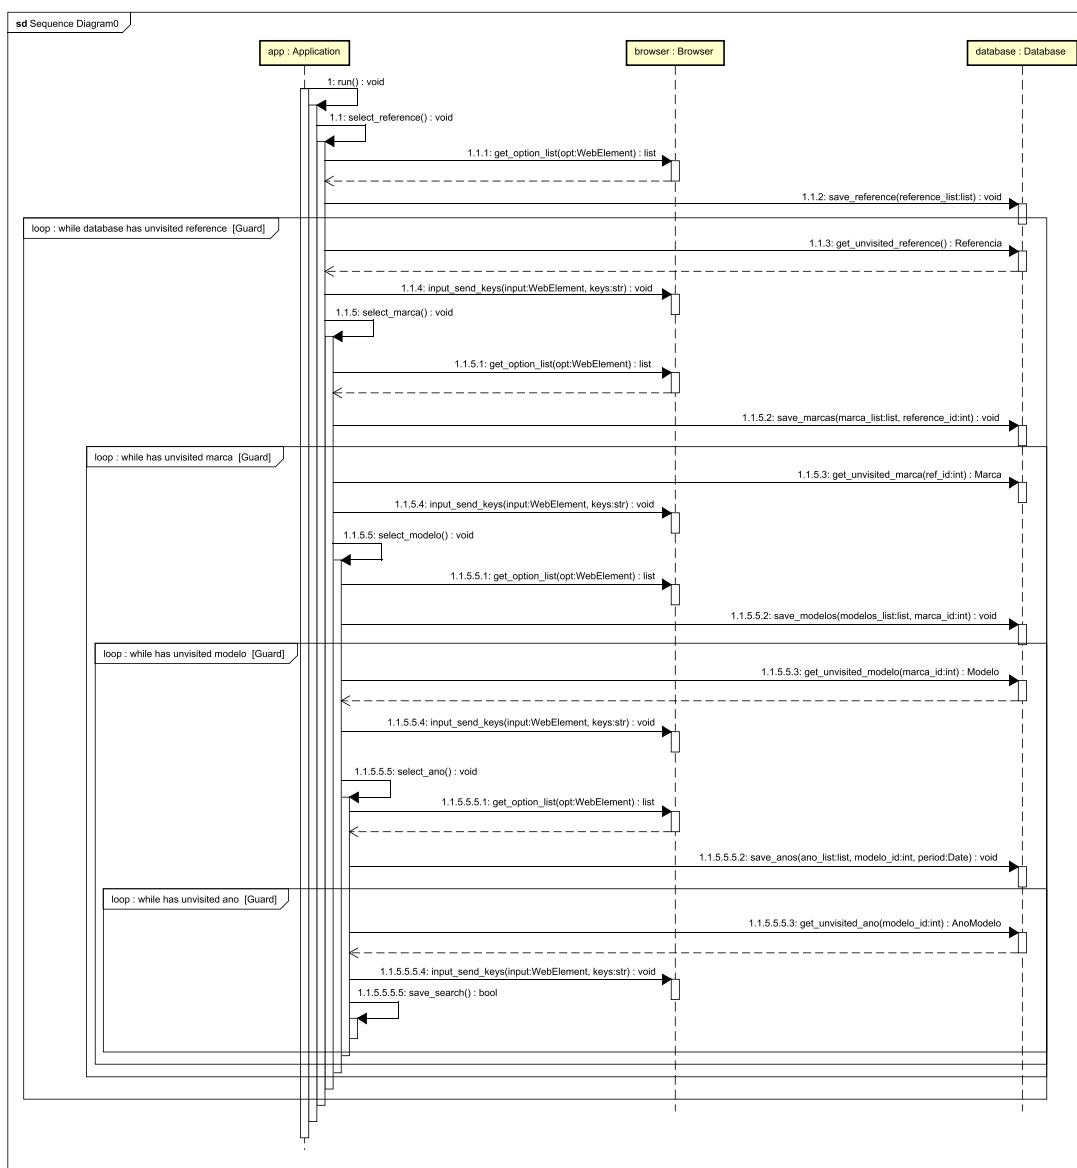 sd Sequence Diagram0
app : Application
browser : Browser
database : Database
1: run() : void
1.1: select_reference() : void
1.1.1: get_option_list(opt:WebElement) : list
1.1.2: save_reference(reference_list:list) : void
loop : while database has unvisited reference [Guard]
1.1.3: get_unvisited_reference() : Referencia
1.1.4: input_send_keys(input:WebElement, keys:str) : void
1.1.5: select_marca() : void
1.1.5.1: get_option_list(opt:WebElement) : list
1.1.5.2: save_marcas(marca_list:list, reference_id:int) : void
loop : while has unvisited marca [Guard]
1.1.5.3: get_unvisited_marca(ref_id:int) : Marca
1.1.5.4: input_send_keys(input:WebElement, keys:str) : void
1.1.5.5: select_modelo() : void
1.1.5.5.1: get_option_list(opt:WebElement) : list
1.1.5.5.2: save_modelos(modelos_list:list, marca_id:int) : void
loop : while has unvisited modelo [Guard]
1.1.5.5.3: get_unvisited_modelo(marca_id:int) : Modelo
1.1.5.5.4: input_send_keys(input:WebElement, keys:str) : void
1.1.5.5.5: select_ano() : void
1.1.5.5.5.1: get_option_list(opt:WebElement) : list
1.1.5.5.5.2: save_anos(ano_list:list, modelo_id:int, period:Date) : void
loop : while has unvisited ano [Guard]
1.1.5.5.5.3: get_unvisited_ano(modelo_id:int) : AnoModelo
1.1.5.5.5.4: input_send_keys(input:WebElement, keys:str) : void
1.1.5.5.5.5: save_search() : bool